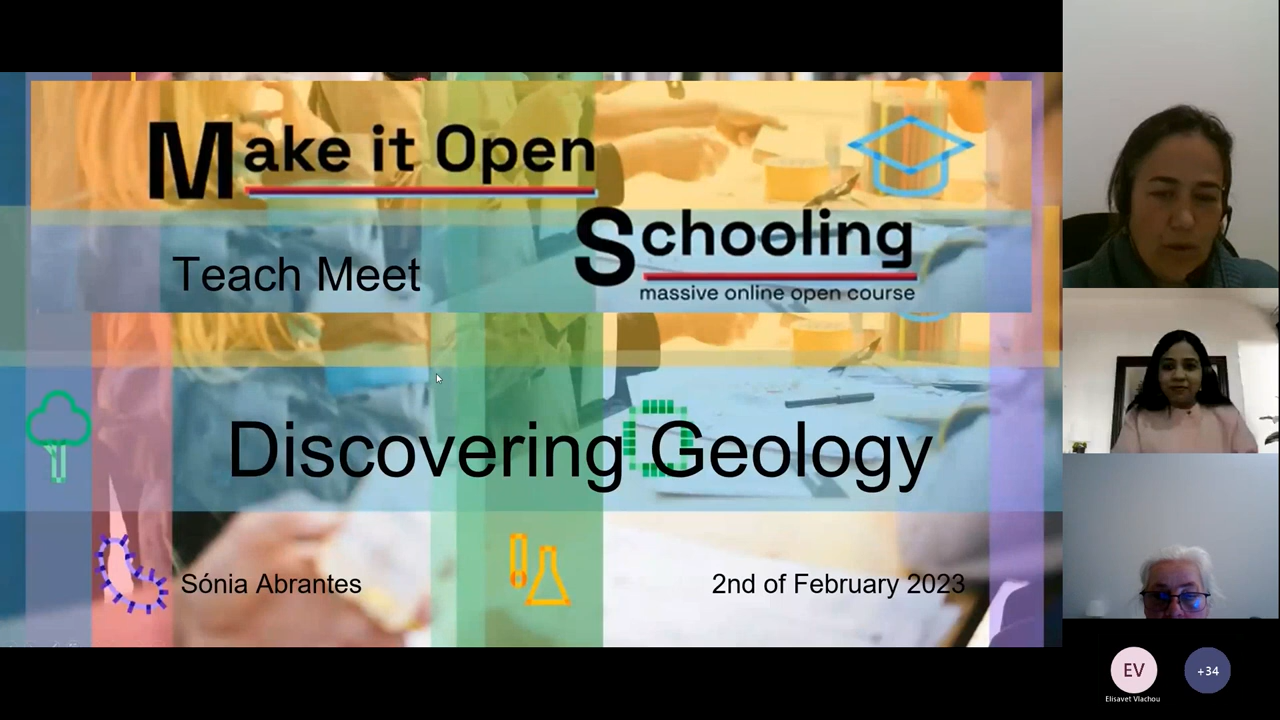 Make it Open
Schooling
massive online open course
Teach Meet
Discovering Geology
Sónia Abrantes
2nd of February 2023
EV
+34
Elisavet Vlachou